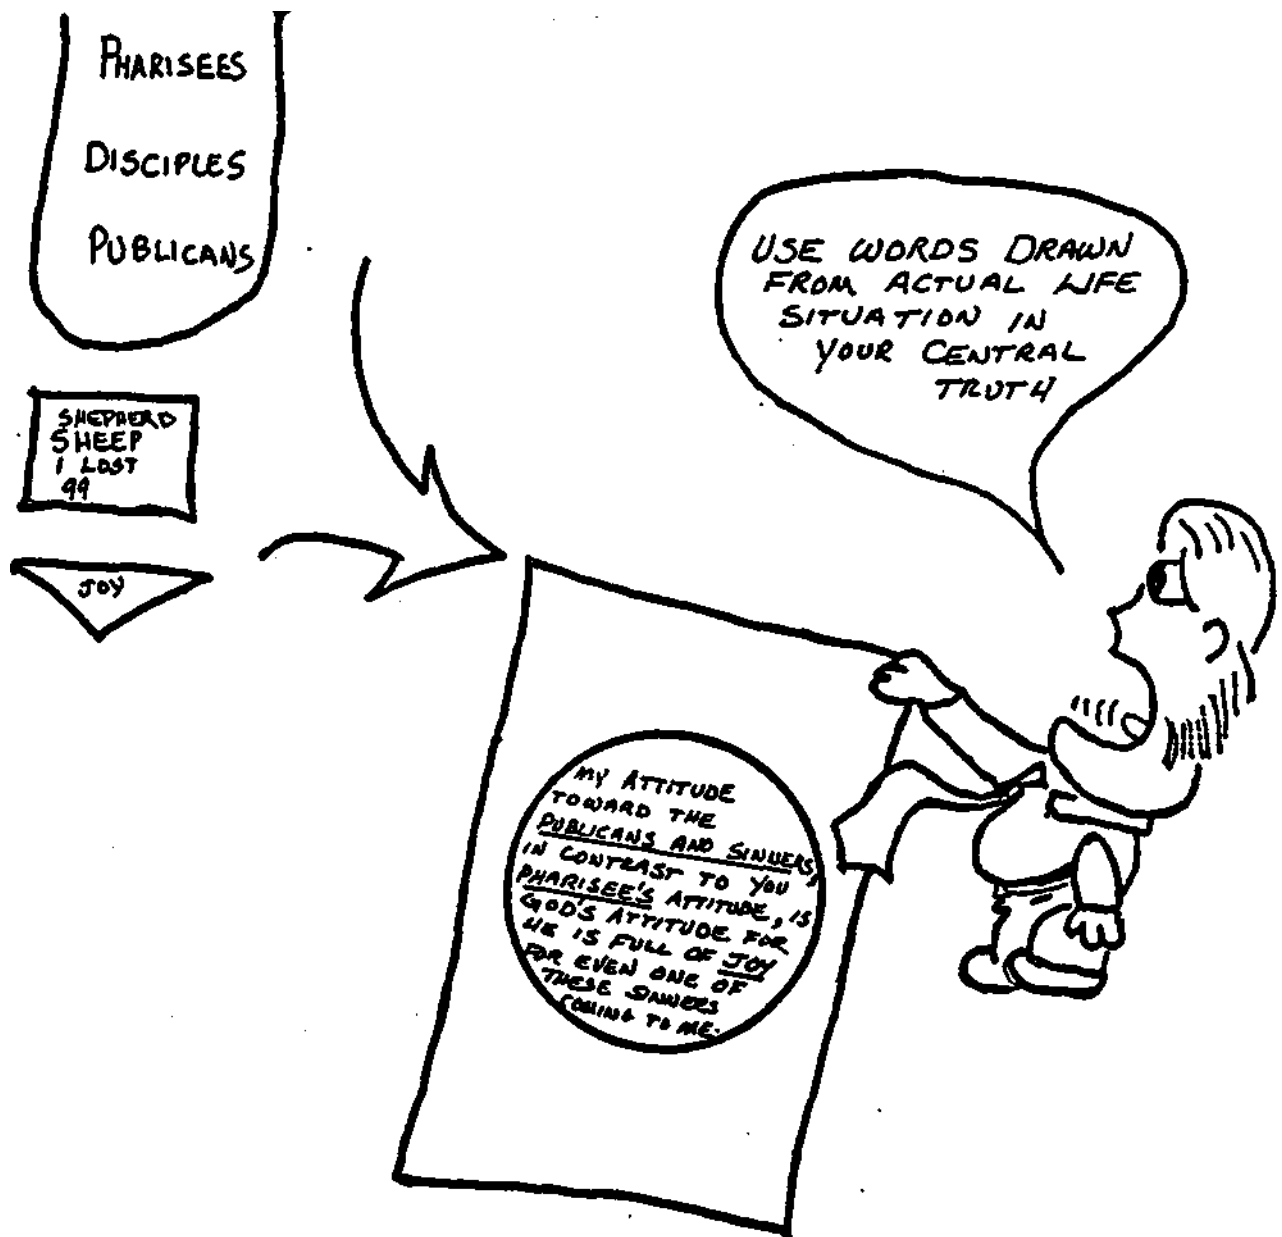 PHARISEES
DISCIPLES
PUBLICANS
SHEPHERD
SHEEP
1 LOST
99
JOY
USE WORDS DRAWN
FROM ACTUAL LIFE
SITUATION IN
YOUR CENTRAL
TRUTH
MY ATTITUDE
TOWARD THE
PUBLICANS AND SINNERS,
IN CONTRAST TO YOU
PHARISEE'S ATTITUDE, IS
GOD'S ATTITUDE FOR
HE IS FULL OF JOY
FOR EVEN ONE OF
THESE SINNERS
COMING TO ME.